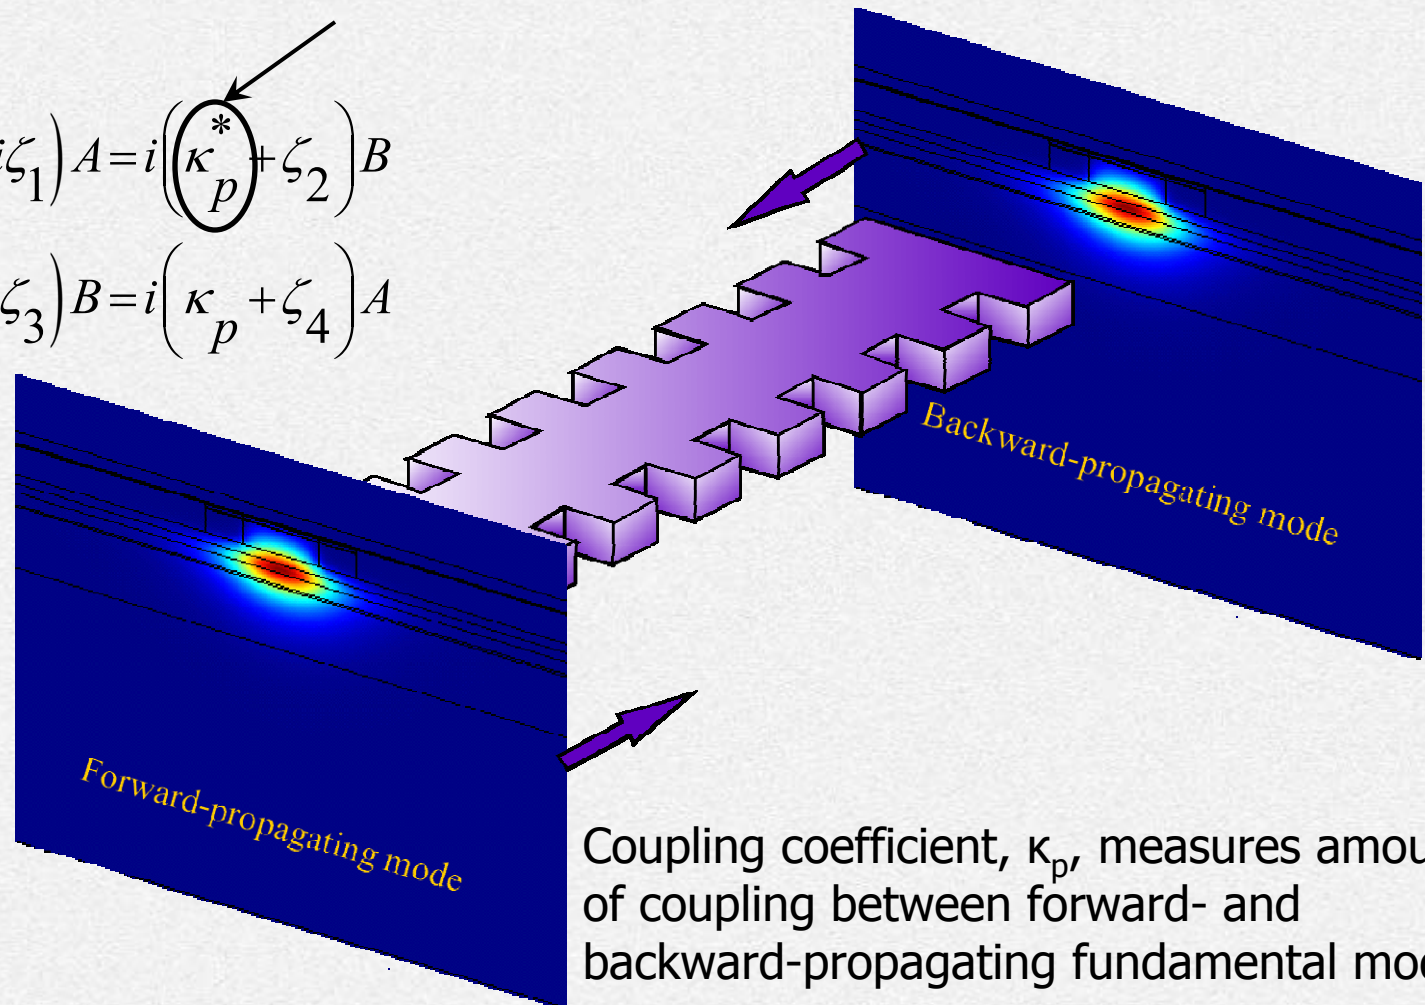 iζ₁) A = i(κ*ₚ + ζ₂) B
ζ₃) B = i(κₚ + ζ₄) A
Backward-propagating mode
Forward-propagating mode
Coupling coefficient, κₚ, measures amou
of coupling between forward- and
backward-propagating fundamental mo